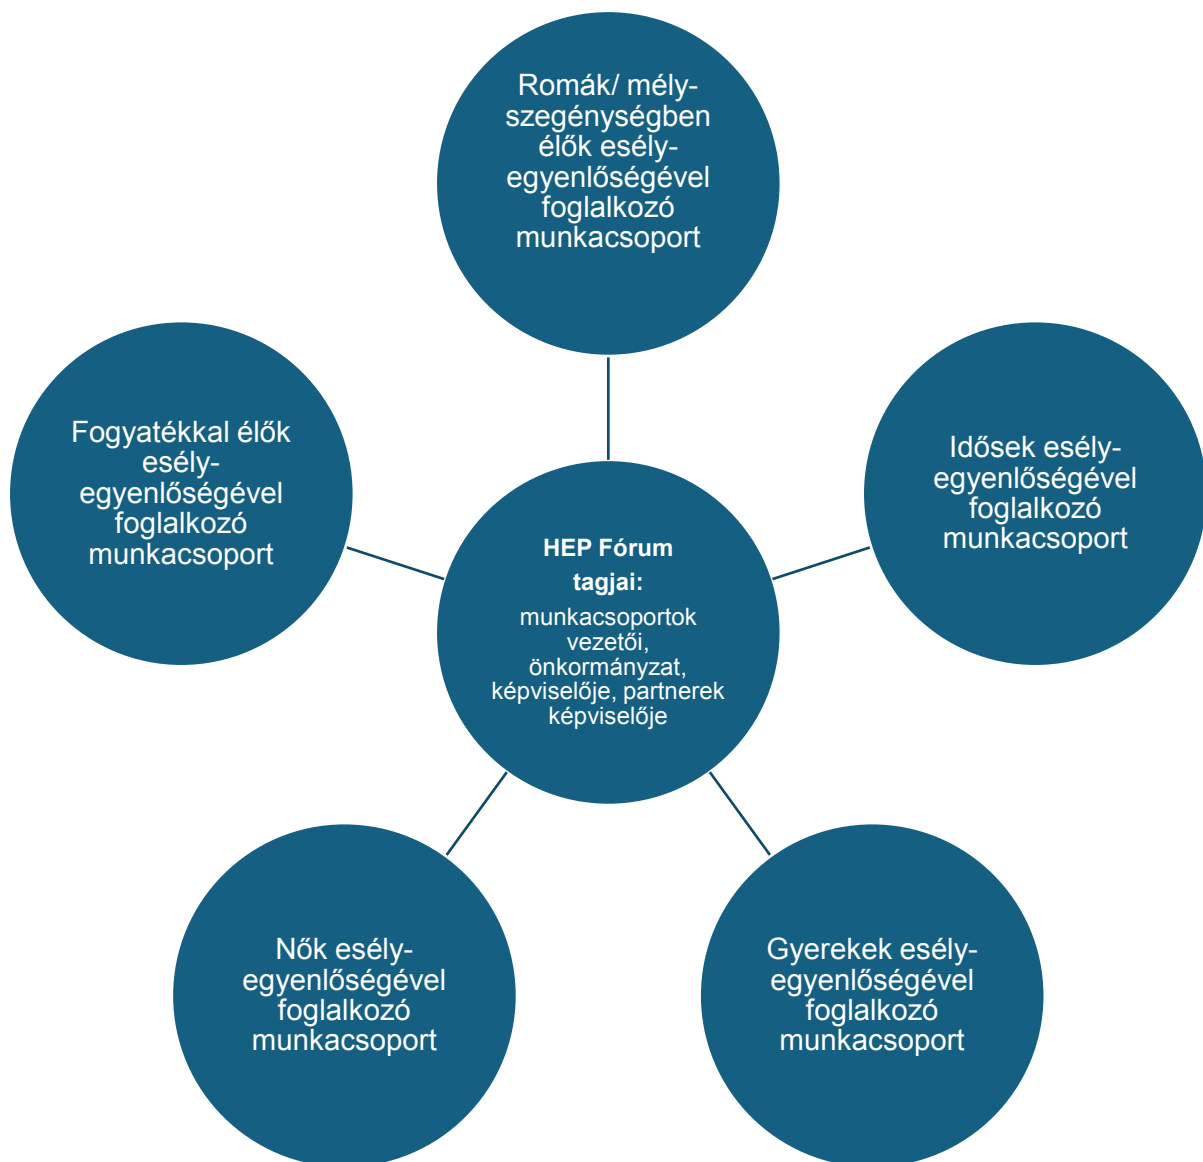 Romák/ mély-
szegénységben
élők esély-
egyenlőségével
foglalkozó
munkacsoport
Fogyatékkal élők
esély-
egyenlőségével
foglalkozó
munkacsoport
Idősek esély-
egyenlőségével
foglalkozó
munkacsoport
HEP Fórum
tagjai:
munkacsoportok
vezetői,
önkormányzat,
képviselője, partnerek
képviselője
Nők esély-
egyenlőségével
foglalkozó
munkacsoport
Gyerekek esély-
egyenlőségével
foglalkozó
munkacsoport